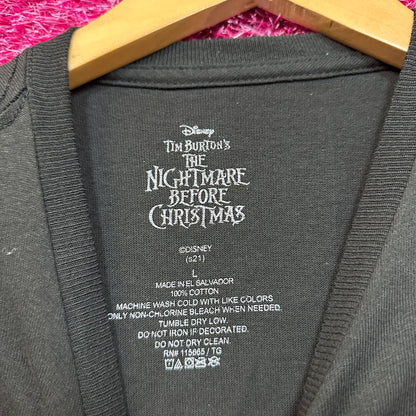 Disney
TIM BURTON'S
THE
NIGHTMARE
BEFORE
CHRISTMAS
©DISNEY
(s21)
L
MADE IN EL SALVADOR
100% COTTON
MACHINE WASH COLD WITH LIKE COLORS
ONLY NON-CHLORINE BLEACH WHEN NEEDED.
TUMBLE DRY LOW.
DO NOT IRON IF DECORATED.
DO NOT DRY CLEAN.
RN# 115665 / TG